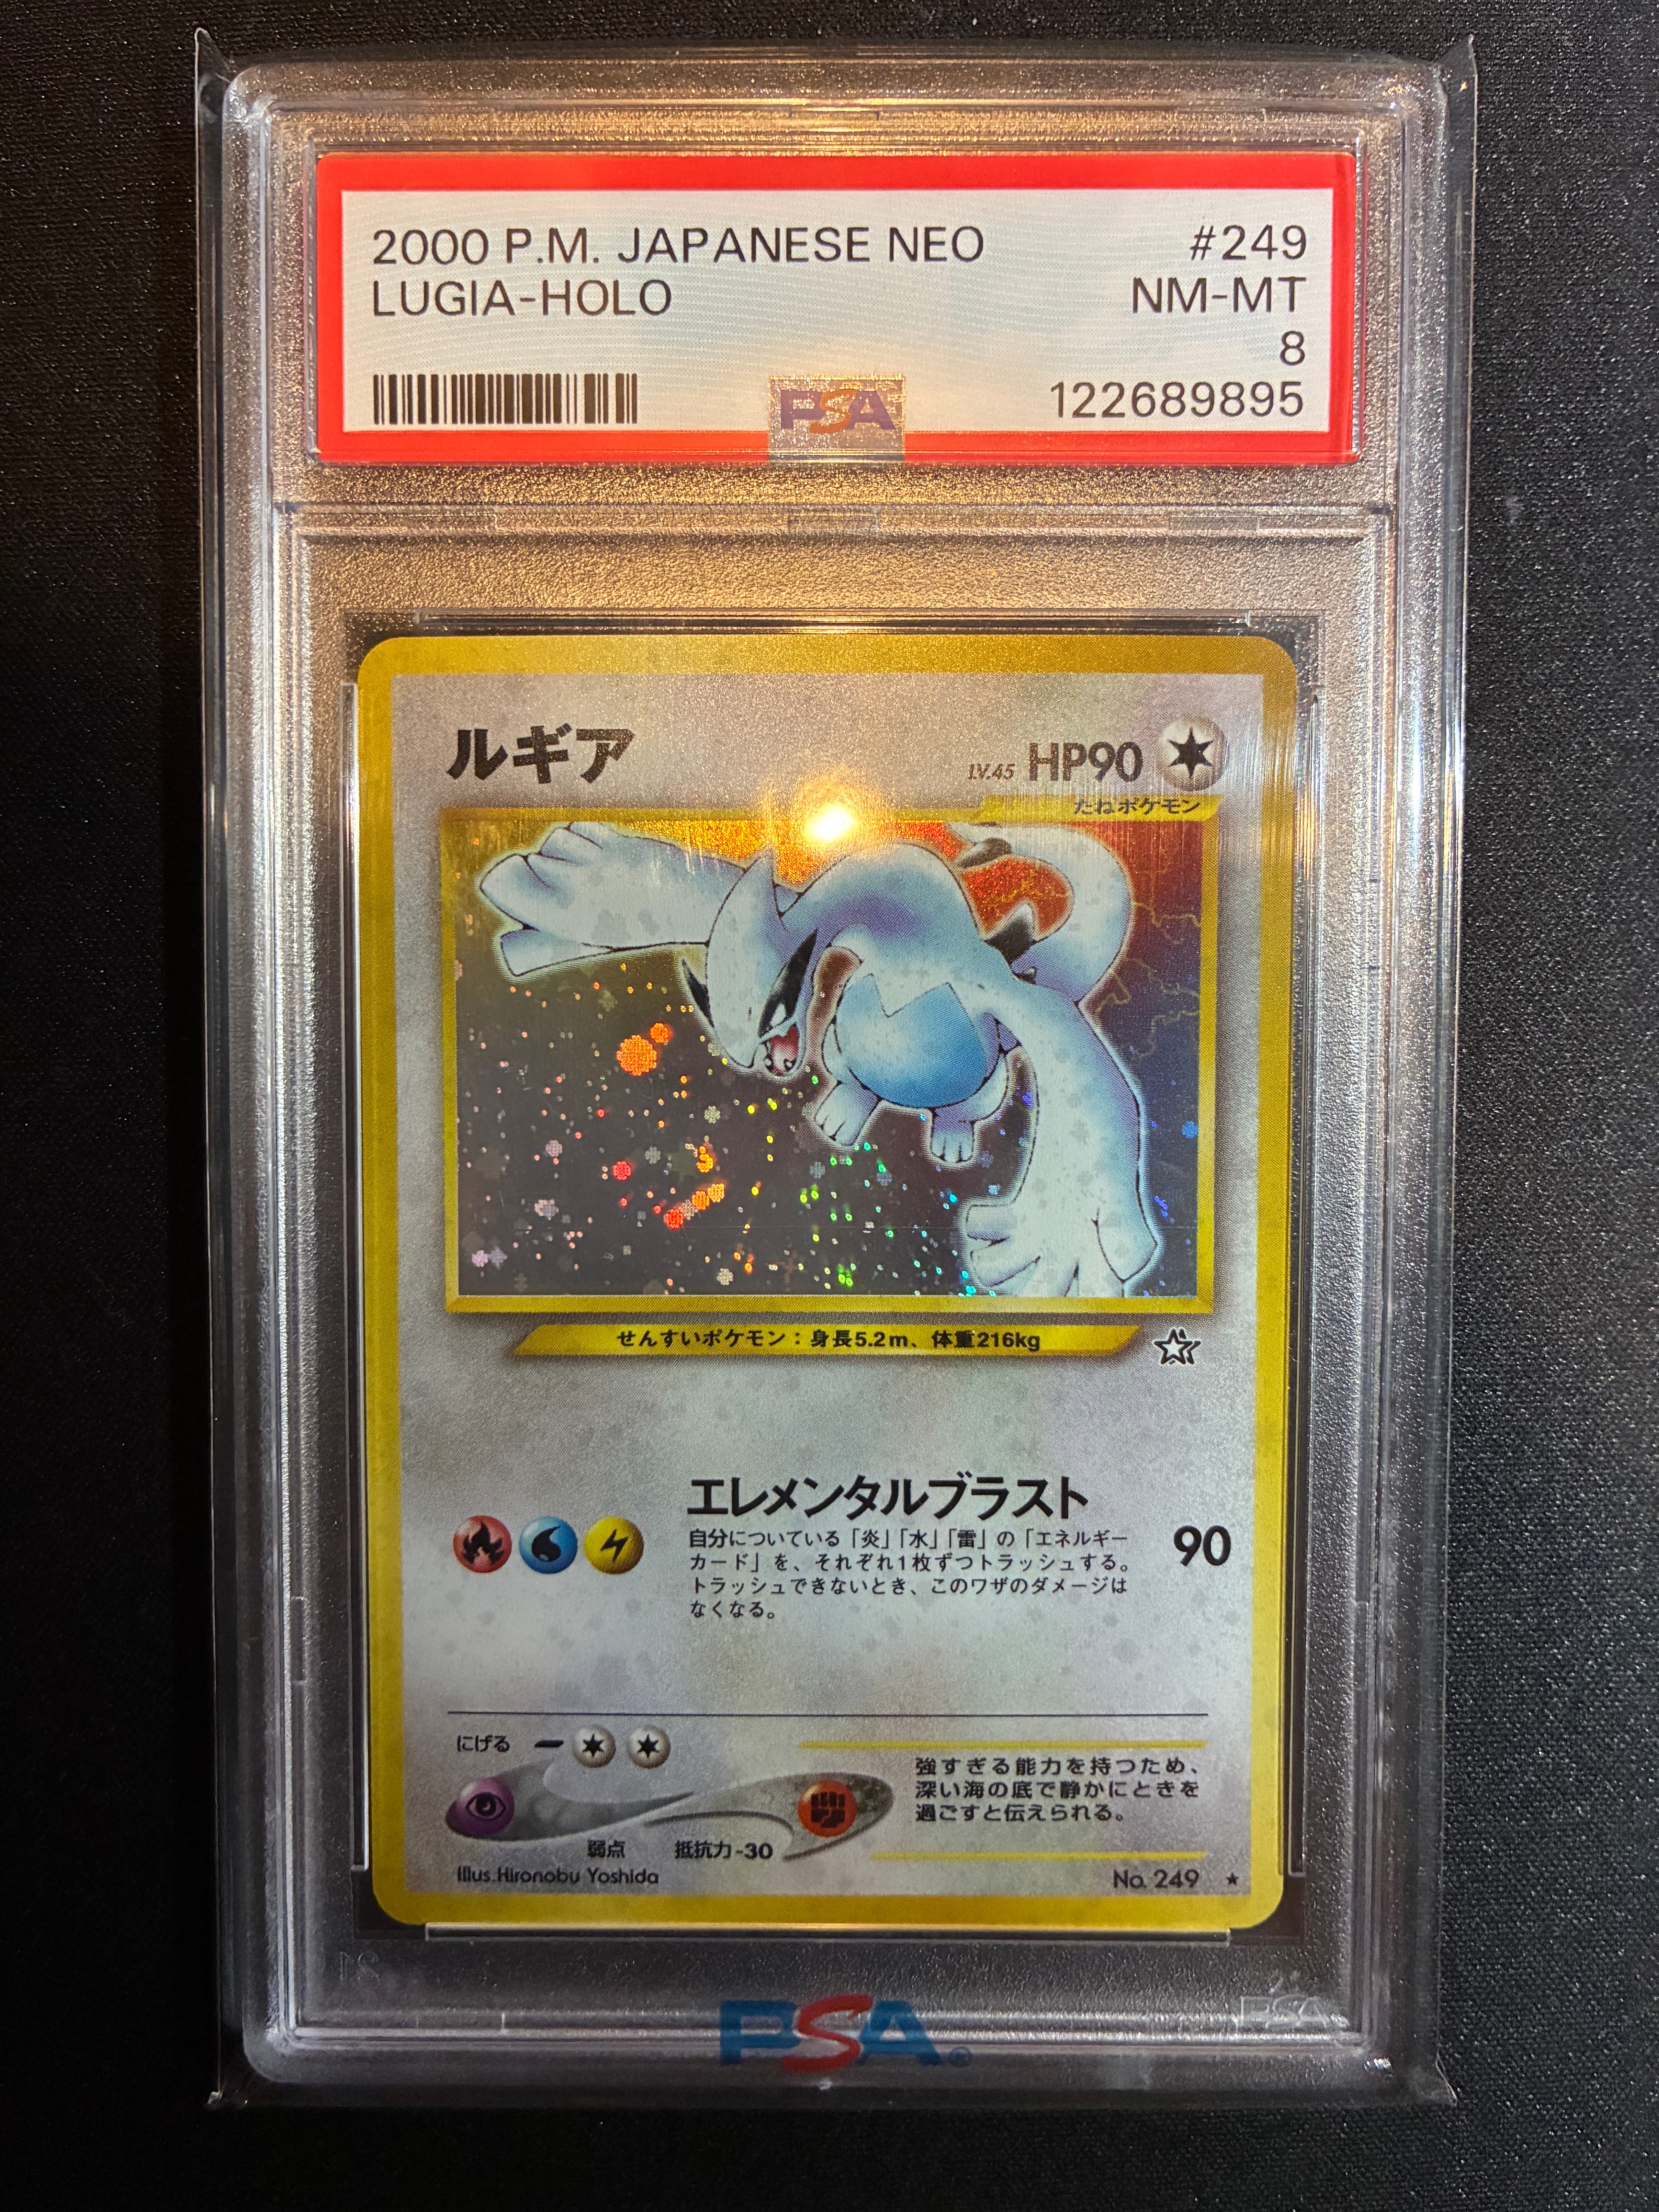 2000 P.M. JAPANESE NEO #249
LUGIA-HOLO NM-MT
8
PSA 122689895
ルギア LV.45 HP90
たねポケモン
せんすいポケモン：身長5.2m、体重216kg
エレメンタルブラスト
自分についている「炎」「水」「雷」の「エネルギー
カード」を、それぞれ1枚ずつトラッシュする。
トラッシュできないとき、このワザのダメージは
なくなる。
90
にげる
強すぎる能力を持つため、
深い海の底で静かにときを
過ごすと伝えられる。
弱点 抵抗力-30
Illus.Hironobu Yoshida
No. 249 ★
PSA®
PSA